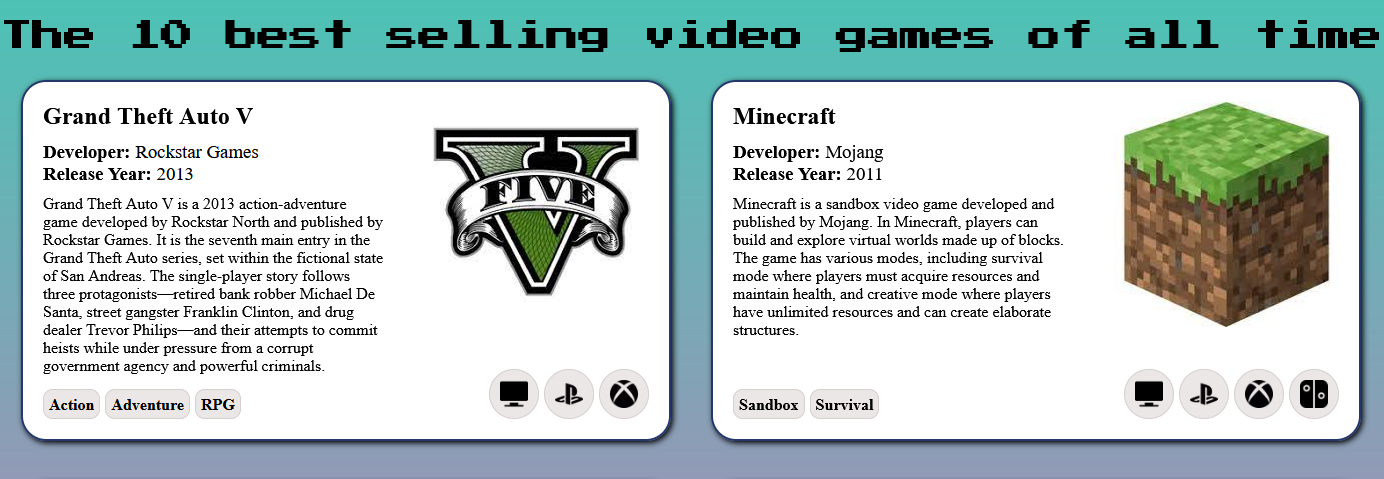 The 10 best selling video games of all time
Grand Theft Auto V
Developer: Rockstar Games
Release Year: 2013
Grand Theft Auto V is a 2013 action-adventure
game developed by Rockstar North and published by
Rockstar Games. It is the seventh main entry in the
Grand Theft Auto series, set within the fictional state
of San Andreas. The single-player story follows
three protagonists—retired bank robber Michael De
Santa, street gangster Franklin Clinton, and drug
dealer Trevor Philips—and their attempts to commit
heists while under pressure from a corrupt
government agency and powerful criminals.
Action Adventure RPG
V
FIVE
Minecraft
Developer: Mojang
Release Year: 2011
Minecraft is a sandbox video game developed and
published by Mojang. In Minecraft, players can
build and explore virtual worlds made up of blocks.
The game has various modes, including survival
mode where players must acquire resources and
maintain health, and creative mode where players
have unlimited resources and can create elaborate
structures.
Sandbox Survival